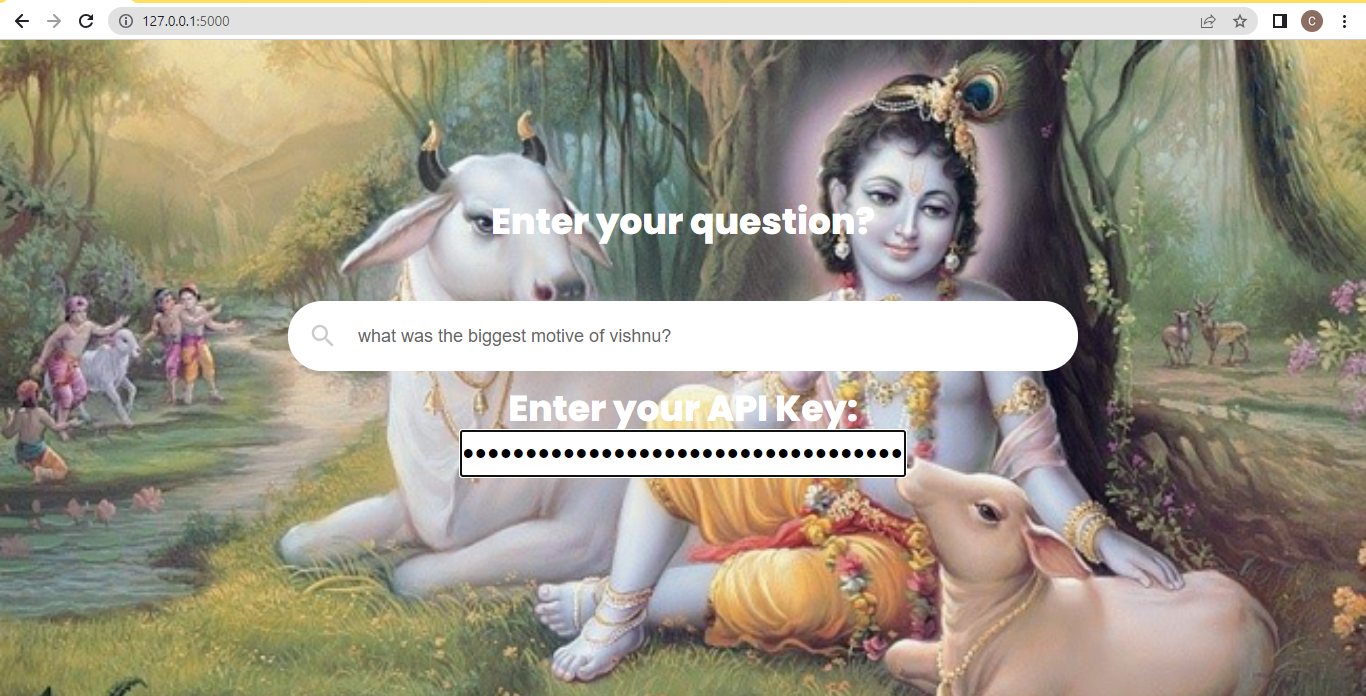 127.0.0.1:5000
C
Enter your question?
what was the biggest motive of vishnu?
Enter your API Key: